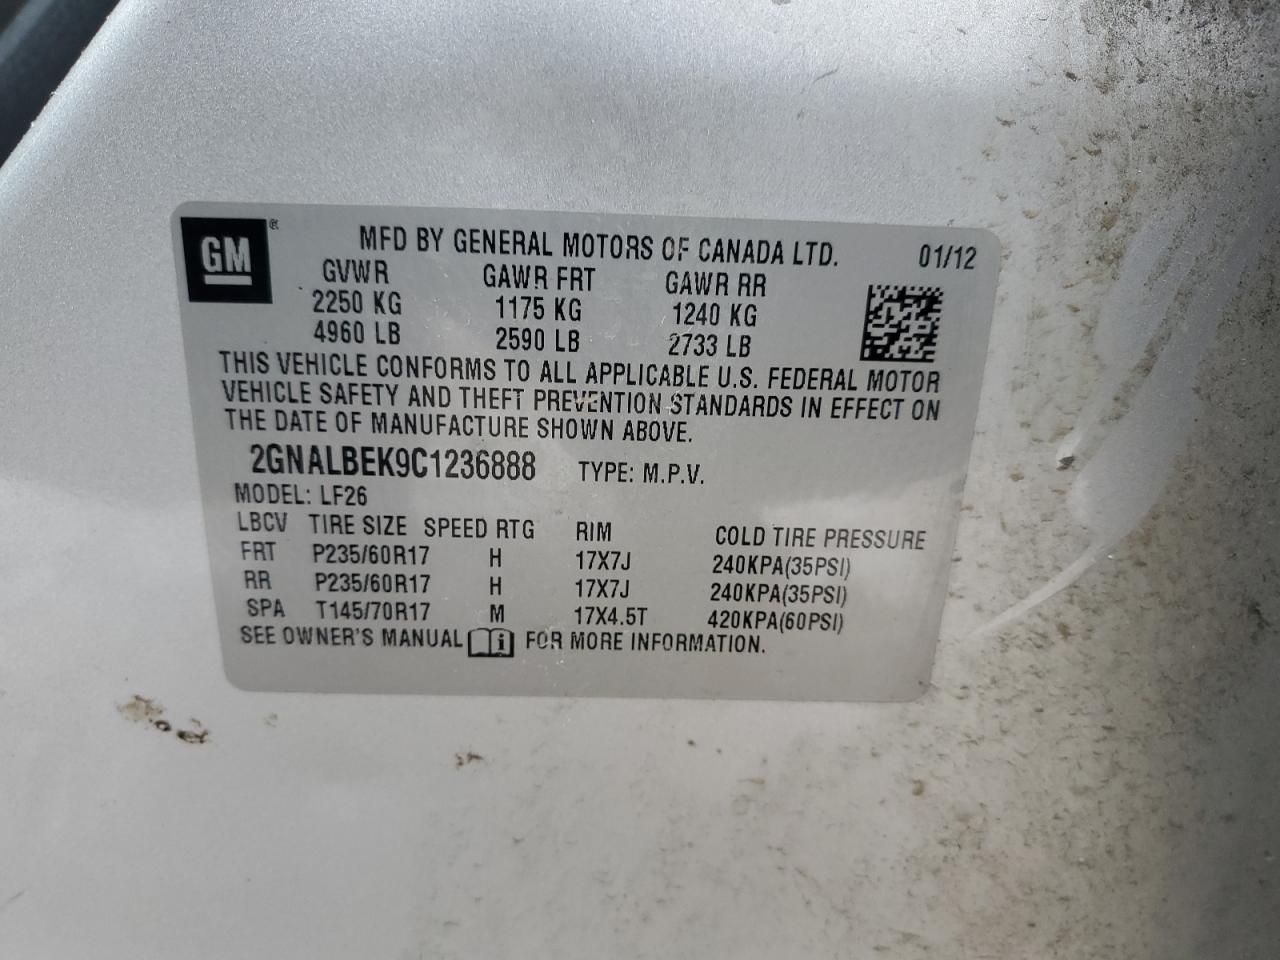 GM ®
MFD BY GENERAL MOTORS OF CANADA LTD. 01/12
GVWR GAWR FRT GAWR RR
2250 KG 1175 KG 1240 KG
4960 LB 2590 LB 2733 LB
THIS VEHICLE CONFORMS TO ALL APPLICABLE U.S. FEDERAL MOTOR
VEHICLE SAFETY AND THEFT PREVENTION STANDARDS IN EFFECT ON
THE DATE OF MANUFACTURE SHOWN ABOVE.
2GNALBEK9C1236888 TYPE: M.P.V.
MODEL: LF26
LBCV TIRE SIZE SPEED RTG RIM COLD TIRE PRESSURE
FRT P235/60R17 H 17X7J 240KPA(35PSI)
RR P235/60R17 H 17X7J 240KPA(35PSI)
SPA T145/70R17 M 17X4.5T 420KPA(60PSI)
SEE OWNER'S MANUAL i FOR MORE INFORMATION.